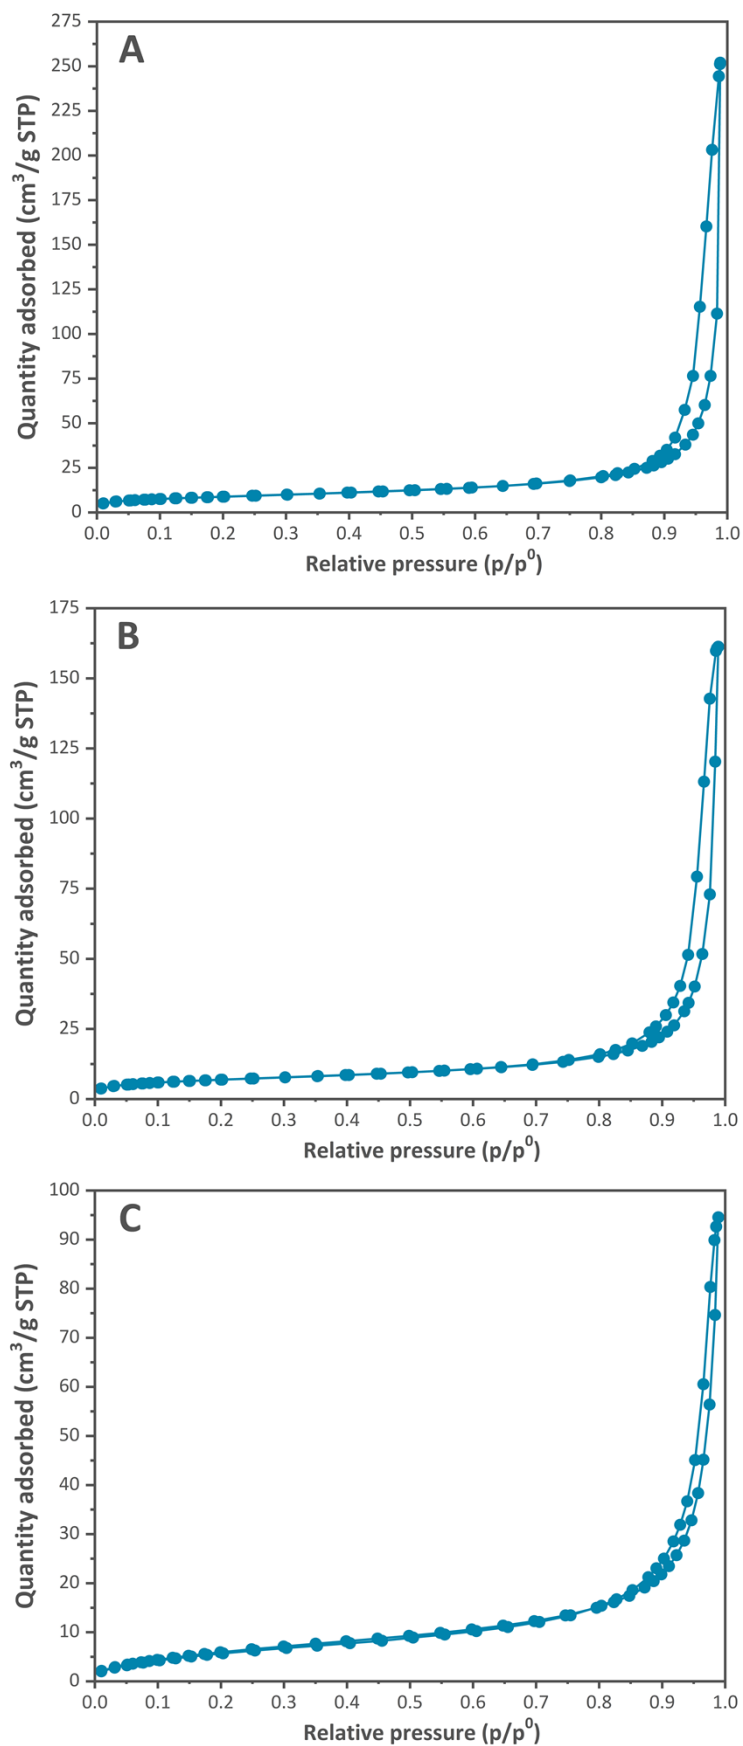 A
275
250
225
200
175
150
125
100
75
50
25
0
Quantity adsorbed (cm³/g STP)
0.0 0.1 0.2 0.3 0.4 0.5 0.6 0.7 0.8 0.9 1.0
Relative pressure (p/p⁰)
B
175
150
125
100
75
50
25
0
Quantity adsorbed (cm³/g STP)
0.0 0.1 0.2 0.3 0.4 0.5 0.6 0.7 0.8 0.9 1.0
Relative pressure (p/p⁰)
C
100
90
80
70
60
50
40
30
20
10
0
Quantity adsorbed (cm³/g STP)
0.0 0.1 0.2 0.3 0.4 0.5 0.6 0.7 0.8 0.9 1.0
Relative pressure (p/p⁰)